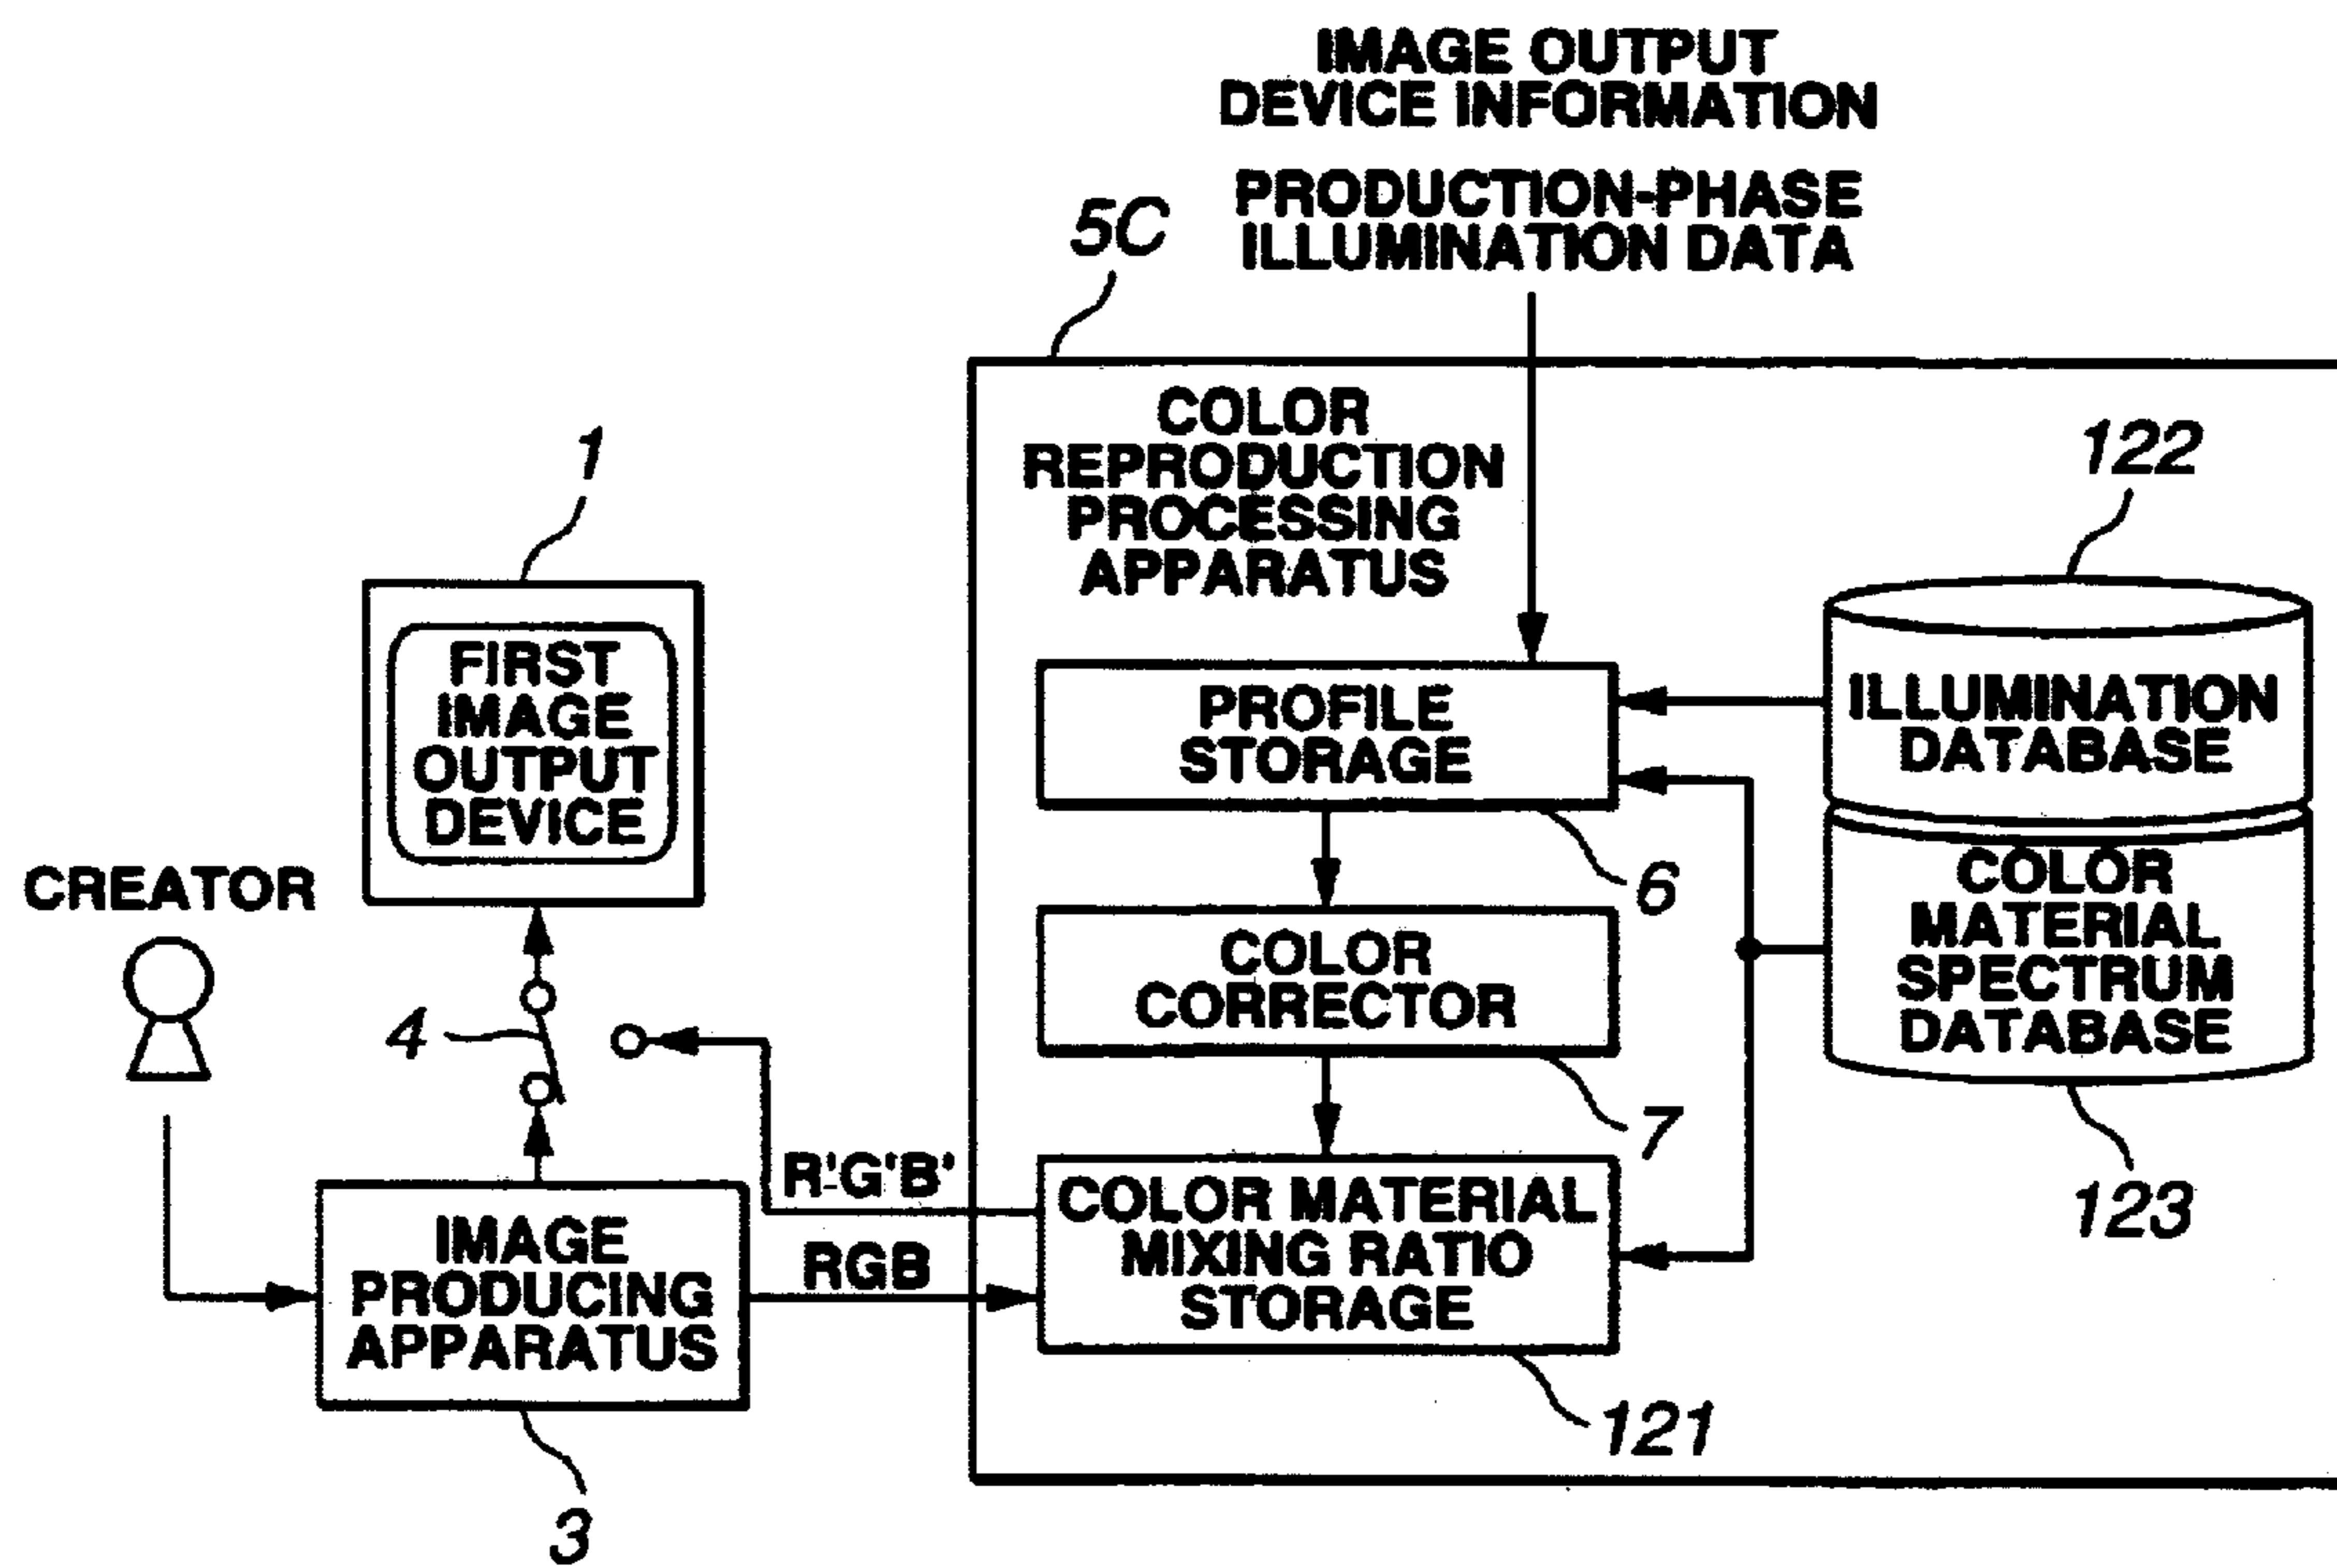 IMAGE OUTPUT
DEVICE INFORMATION
PRODUCTION-PHASE
ILLUMINATION DATA
5C
COLOR
REPRODUCTION
PROCESSING
APPARATUS
1
FIRST
IMAGE
OUTPUT
DEVICE
122
ILLUMINATION
DATABASE
PROFILE
STORAGE
6
COLOR
MATERIAL
SPECTRUM
DATABASE
123
CREATOR
4
COLOR
CORRECTOR
7
R'G'B'
RGB
COLOR MATERIAL
MIXING RATIO
STORAGE
121
IMAGE
PRODUCING
APPARATUS
3